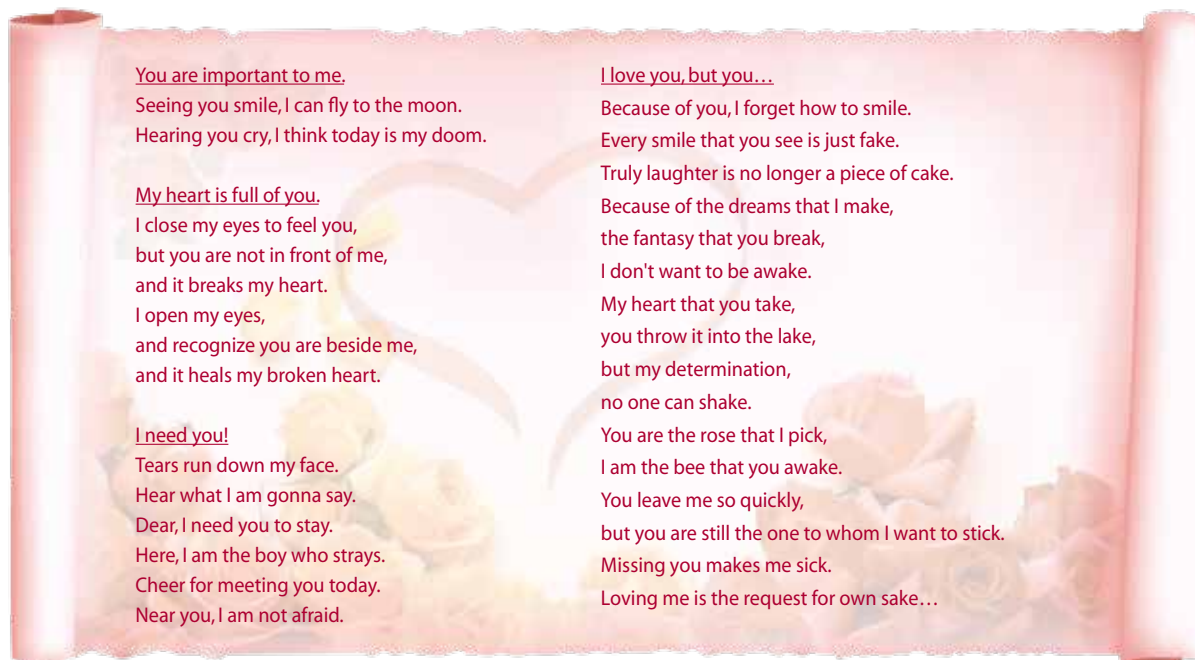 You are important to me.
Seeing you smile, I can fly to the moon.
Hearing you cry, I think today is my doom.
My heart is full of you.
I close my eyes to feel you,
but you are not in front of me,
and it breaks my heart.
I open my eyes,
and recognize you are beside me,
and it heals my broken heart.
I need you!
Tears run down my face.
Hear what I am gonna say.
Dear, I need you to stay.
Here, I am the boy who strays.
Cheer for meeting you today.
Near you, I am not afraid.
I love you, but you…
Because of you, I forget how to smile.
Every smile that you see is just fake.
Truly laughter is no longer a piece of cake.
Because of the dreams that I make,
the fantasy that you break,
I don't want to be awake.
My heart that you take,
you throw it into the lake,
but my determination,
no one can shake.
You are the rose that I pick,
I am the bee that you awake.
You leave me so quickly,
but you are still the one to whom I want to stick.
Missing you makes me sick.
Loving me is the request for own sake…